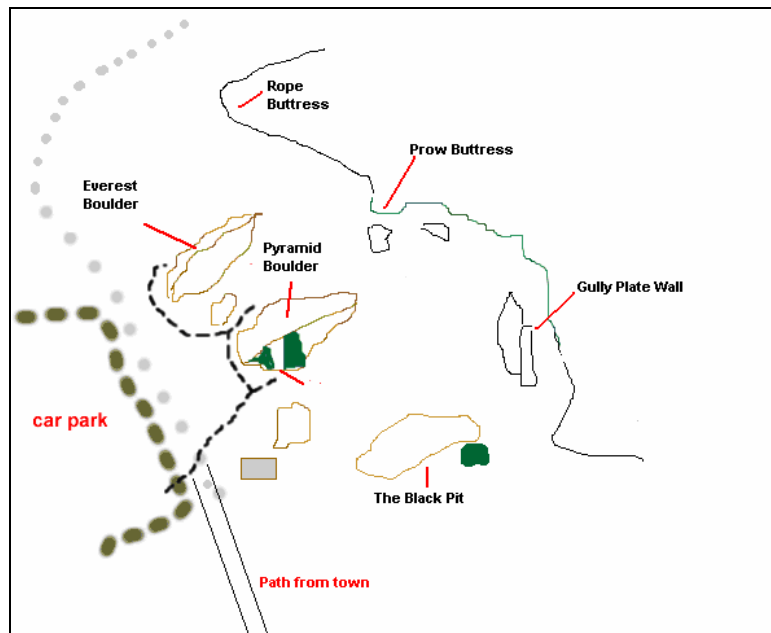 Rope
Buttress
Prow Buttress
Everest
Boulder
Pyramid
Boulder
Gully Plate Wall
car park
The Black Pit
Path from town